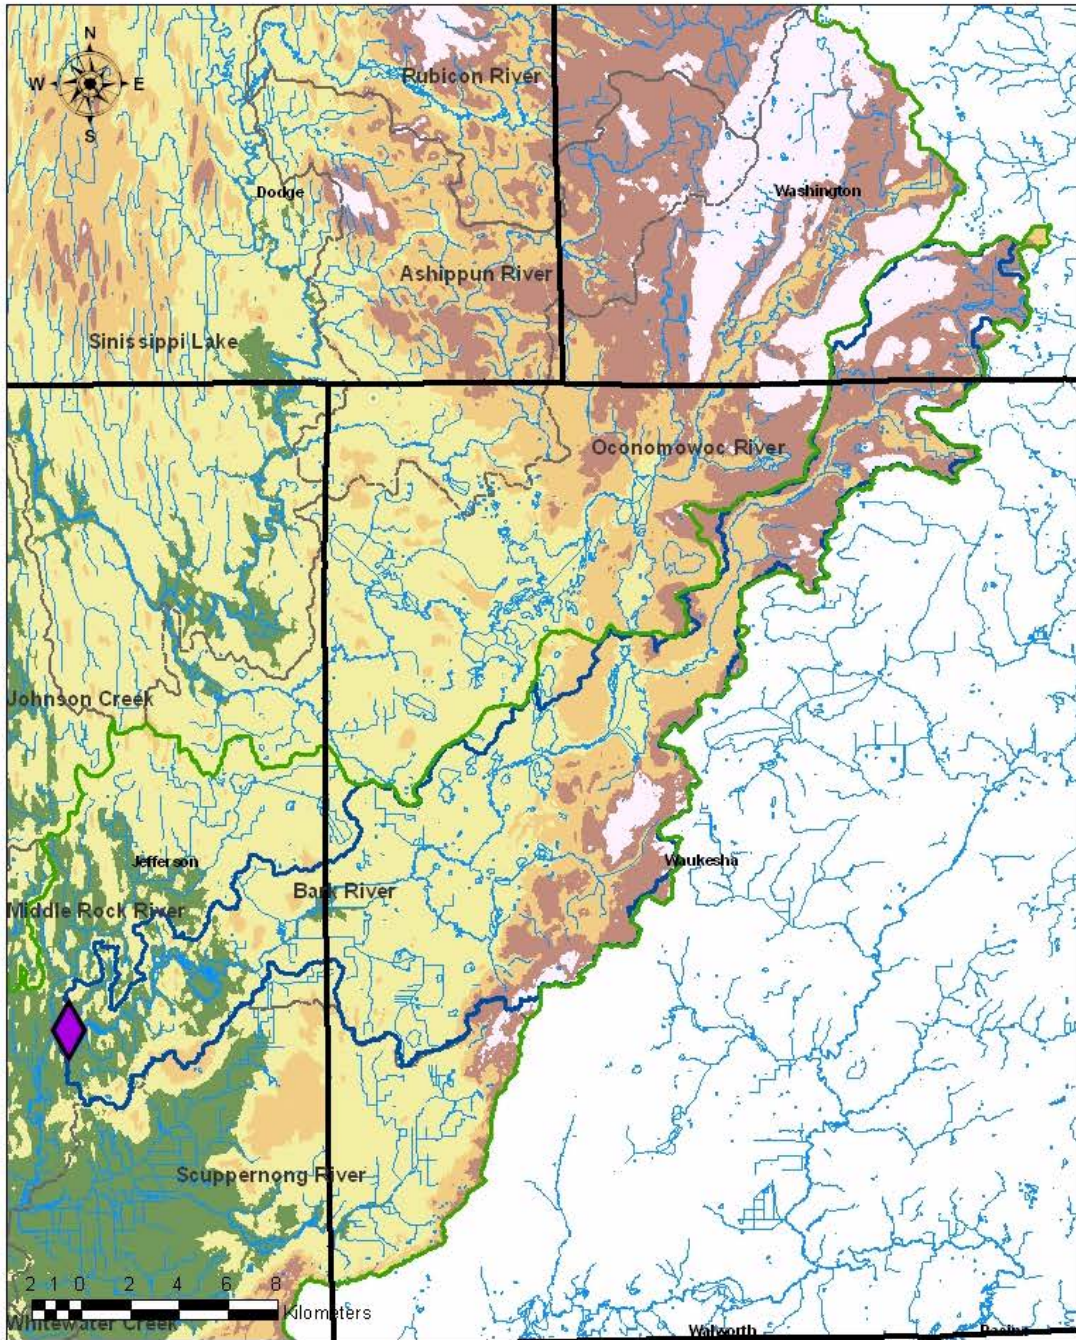 N
W E
S
Rubicon River
Dodge
Washington
Ashippun River
Sinissippi Lake
Oconomowoc River
Johnson Creek
Jefferson
Waukesha
Bark River
Middle Rock River
Scuppernong River
2 1 0 2 4 6 8
Kilometers
Whitewater Creek
Walworth
Racine